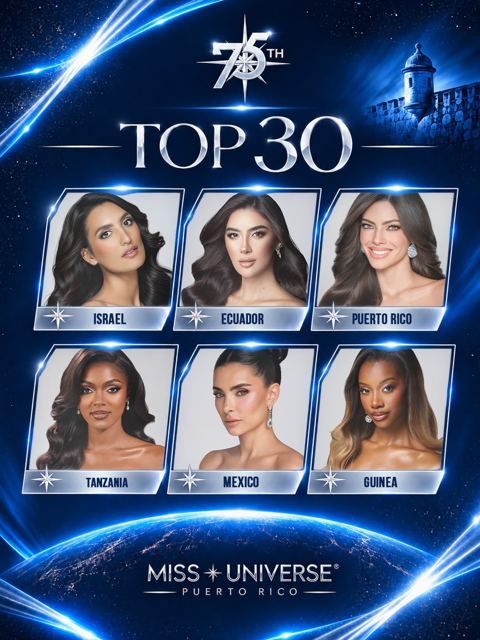 75TH
TOP 30
ISRAEL
ECUADOR
PUERTO RICO
TANZANIA
MEXICO
GUINEA
MISS UNIVERSE®
PUERTO RICO